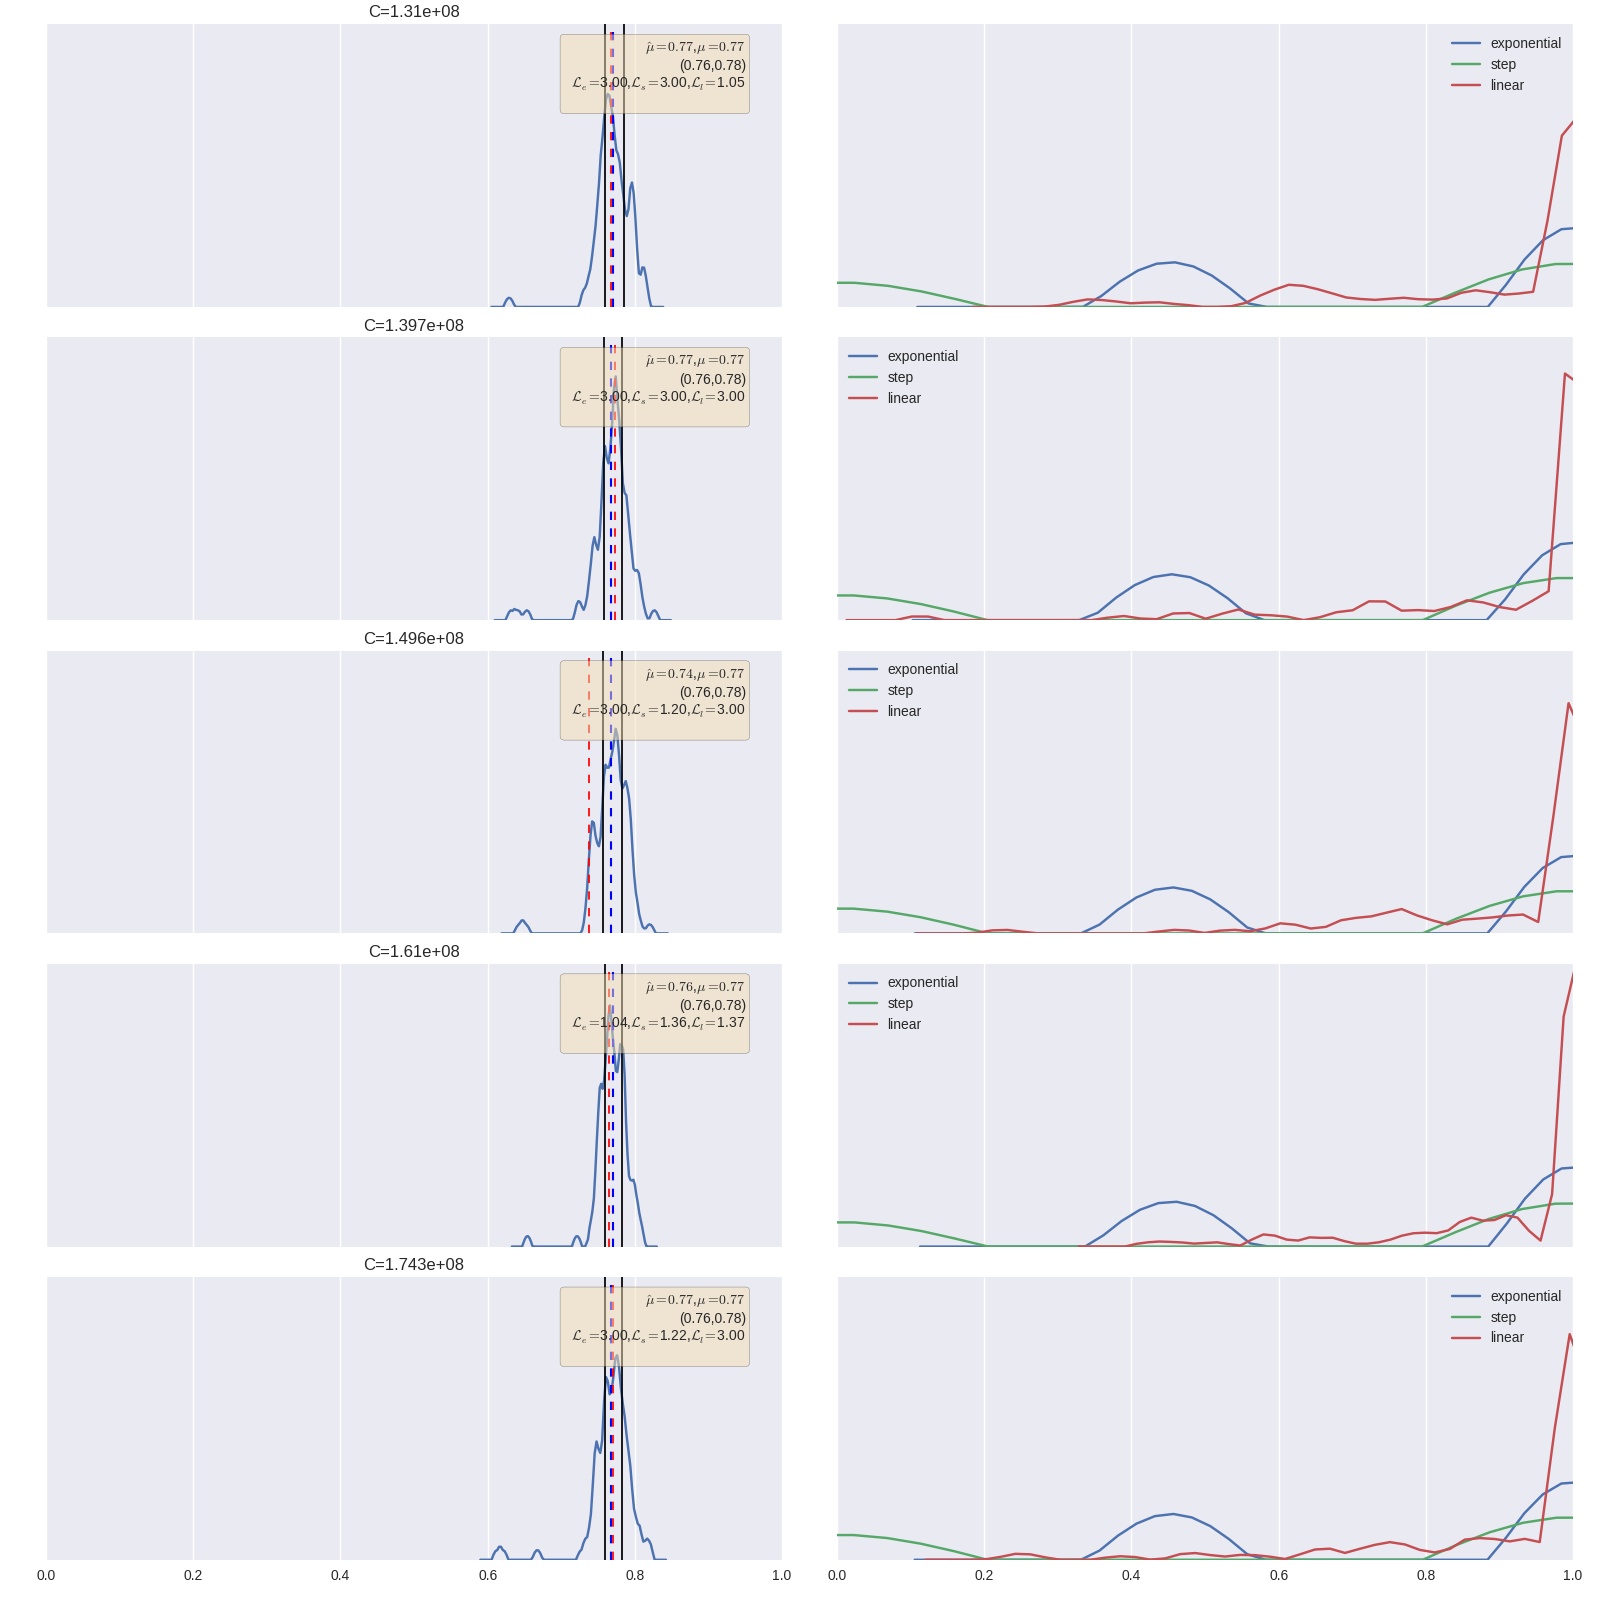 C=1.31e+08
μ̂=0.77,μ=0.77
(0.76,0.78)
ℒₑ=3.00,ℒₛ=3.00,ℒₗ=1.05
exponential
step
linear
C=1.397e+08
μ̂=0.77,μ=0.77
(0.76,0.78)
ℒₑ=3.00,ℒₛ=3.00,ℒₗ=3.00
exponential
step
linear
C=1.496e+08
μ̂=0.74,μ=0.77
(0.76,0.78)
ℒₑ=3.00,ℒₛ=1.20,ℒₗ=3.00
exponential
step
linear
C=1.61e+08
μ̂=0.76,μ=0.77
(0.76,0.78)
ℒₑ=1.04,ℒₛ=1.36,ℒₗ=1.37
exponential
step
linear
C=1.743e+08
μ̂=0.77,μ=0.77
(0.76,0.78)
ℒₑ=3.00,ℒₛ=1.22,ℒₗ=3.00
exponential
step
linear
0.0 0.2 0.4 0.6 0.8 1.0
0.0 0.2 0.4 0.6 0.8 1.0